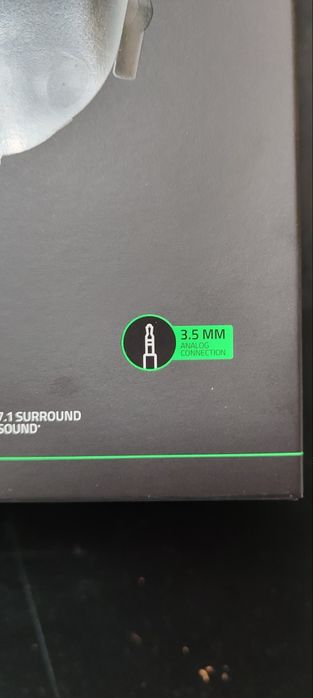 3.5 MM
ANALOG
CONNECTION
7.1 SURROUND
SOUND*